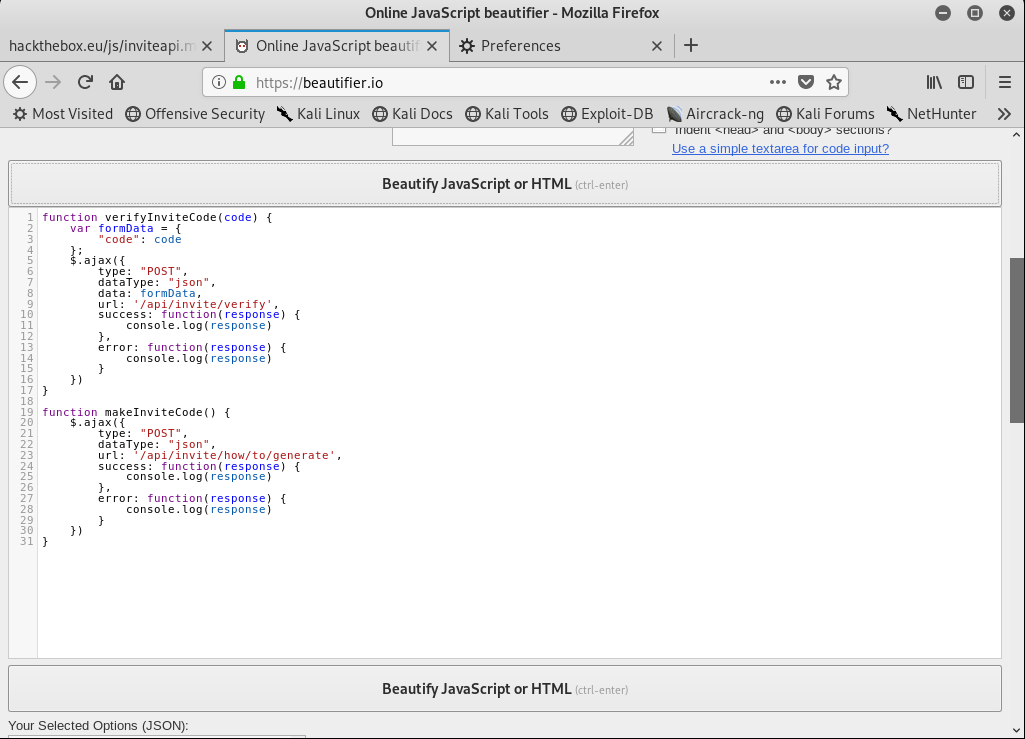 Online JavaScript beautifier - Mozilla Firefox
hackthebox.eu/js/inviteapi.m
Online JavaScript beautif
Preferences
https://beautifier.io
Most Visited Offensive Security Kali Linux Kali Docs Kali Tools Exploit-DB Aircrack-ng Kali Forums NetHunter
Indent <head> and <body> sections?
Use a simple textarea for code input?
Beautify JavaScript or HTML (ctrl-enter)
1 function verifyInviteCode(code) {
2     var formData = {
3         "code": code
4     };
5     $.ajax({
6         type: "POST",
7         dataType: "json",
8         data: formData,
9         url: '/api/invite/verify',
10         success: function(response) {
11             console.log(response)
12         },
13         error: function(response) {
14             console.log(response)
15         }
16     })
17 }
18
19 function makeInviteCode() {
20     $.ajax({
21         type: "POST",
22         dataType: "json",
23         url: '/api/invite/how/to/generate',
24         success: function(response) {
25             console.log(response)
26         },
27         error: function(response) {
28             console.log(response)
29         }
30     })
31 }
Beautify JavaScript or HTML (ctrl-enter)
Your Selected Options (JSON):